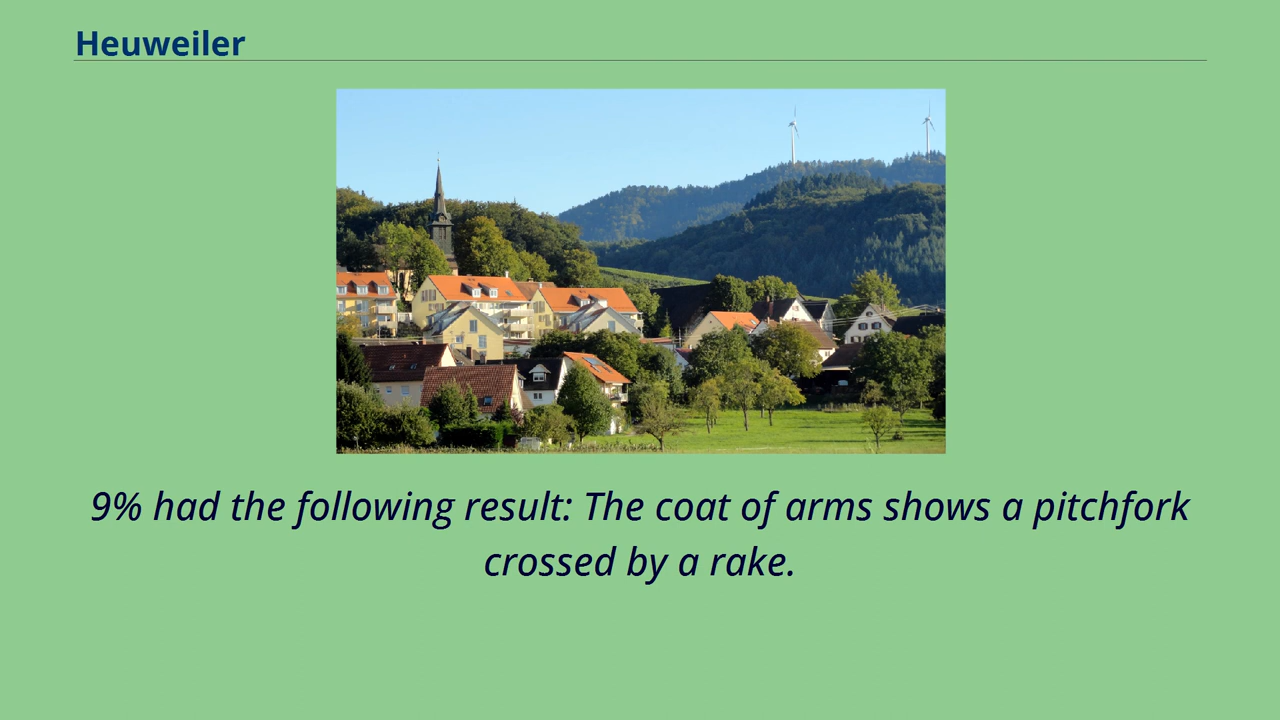 Heuweiler
9% had the following result: The coat of arms shows a pitchfork
crossed by a rake.